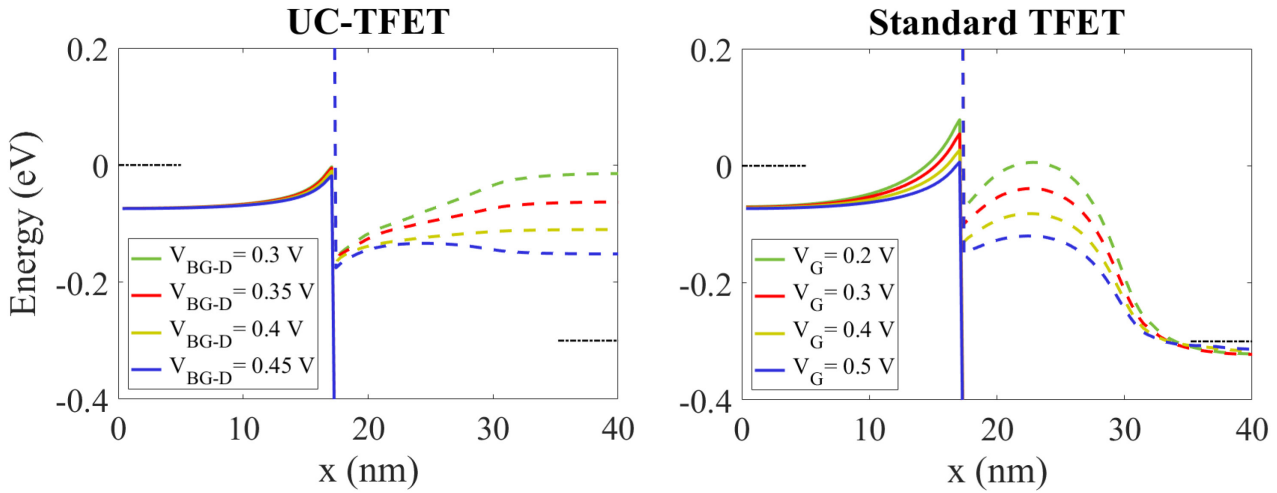 UC-TFET
Energy (eV)
0.2
0
-0.2
-0.4
0
10
20
30
40
x (nm)
V_BG-D= 0.3 V
V_BG-D= 0.35 V
V_BG-D= 0.4 V
V_BG-D= 0.45 V
Standard TFET
0.2
0
-0.2
-0.4
0
10
20
30
40
x (nm)
V_G= 0.2 V
V_G= 0.3 V
V_G= 0.4 V
V_G= 0.5 V